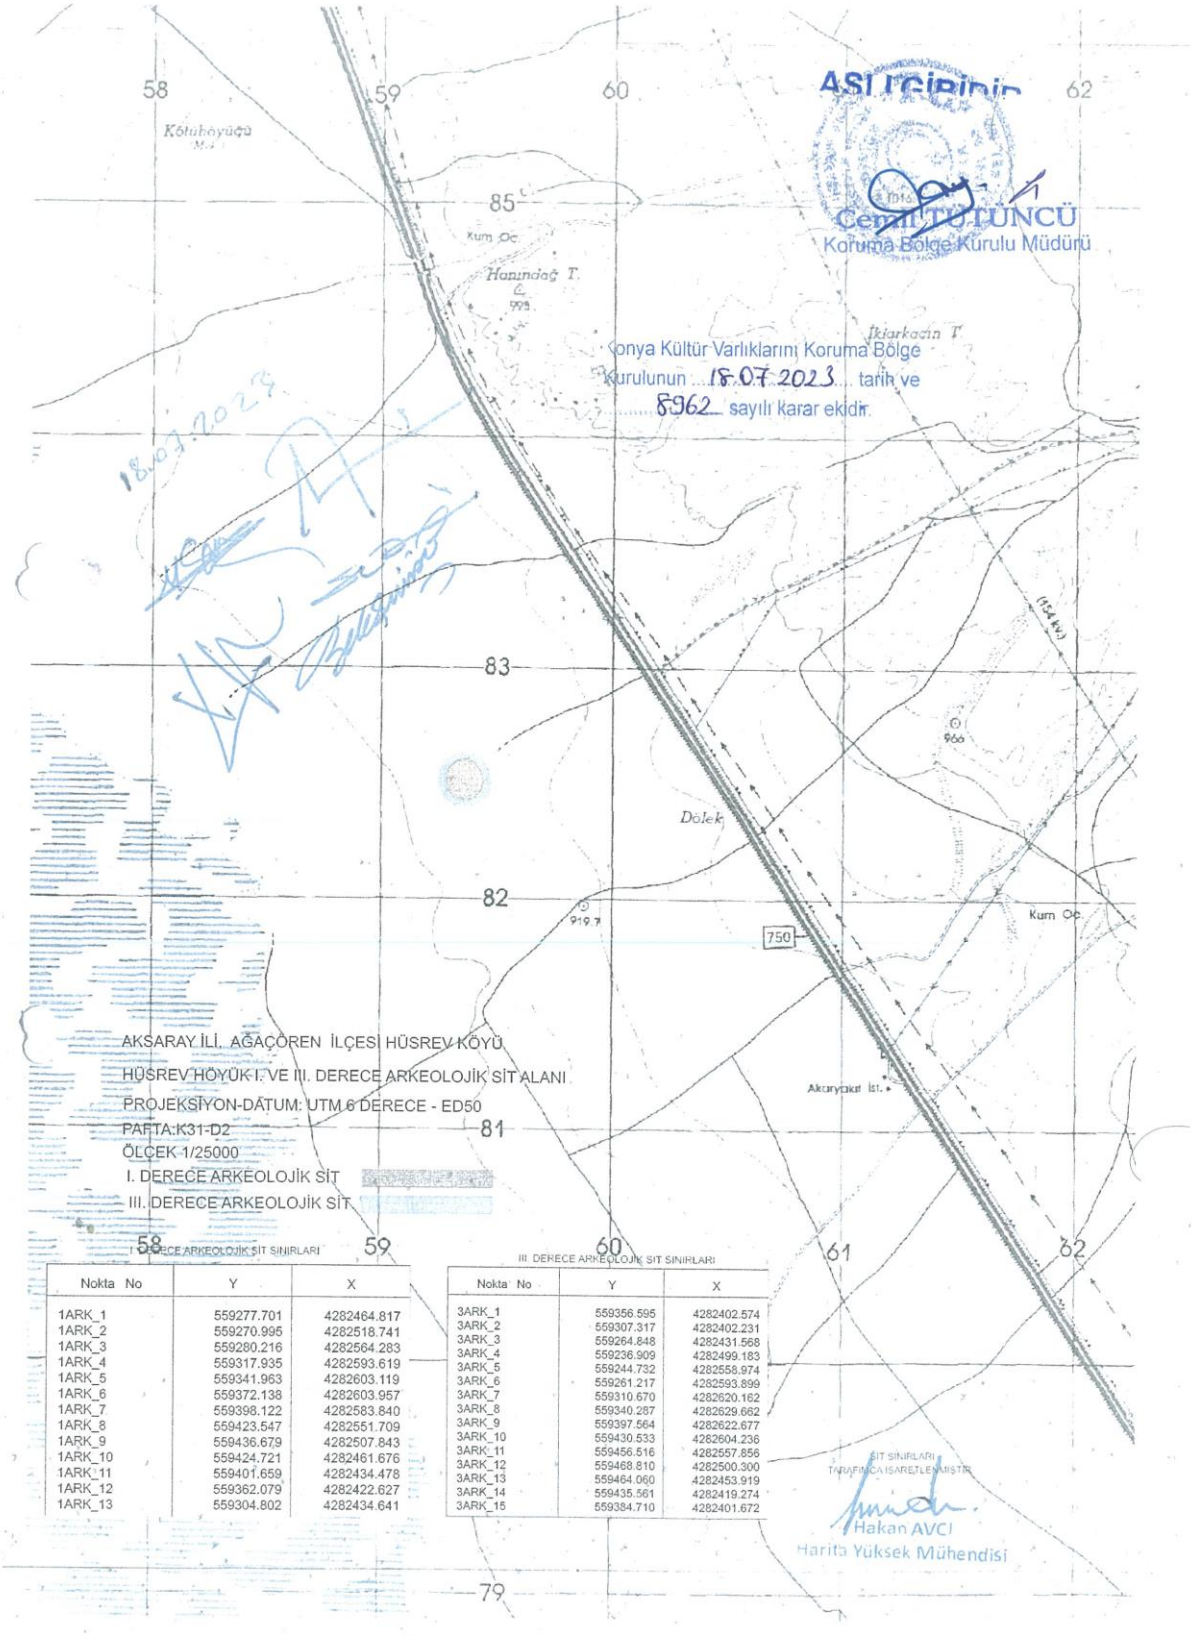 58
59
60
62
ASLI GİBİDİR
Kötühöyüğü
Cemil TÜTÜNCÜ
Koruma Bölge Kurulu Müdürü
85
Kum Oc.
Hanındağ T.
İkiarkaçın T.
Konya Kültür Varlıklarını Koruma Bölge
Kurulunun 18.07.2023 tarih ve
8962 sayılı karar ekidir.
18.07.2023
(154 kv.)
83
966
Dölek
82
919.7
Kum Oc.
750
AKSARAY İLİ, AĞAÇÖREN İLÇESİ HÜSREV KÖYÜ
HÜSREV HÖYÜK I. VE III. DERECE ARKEOLOJİK SİT ALANI
PROJEKSİYON-DATUM: UTM 6 DERECE - ED50
PAFTA:K31-D2
ÖLÇEK 1/25000
81
Akaryakıt İst.
I. DERECE ARKEOLOJİK SİT
III. DERECE ARKEOLOJİK SİT
58
59
60
61
62
I. DERECE ARKEOLOJİK SİT SINIRLARI
Nokta No Y X
1ARK_1 559277.701 4282464.817
1ARK_2 559270.995 4282518.741
1ARK_3 559280.216 4282564.283
1ARK_4 559317.935 4282593.619
1ARK_5 559341.963 4282603.119
1ARK_6 559372.138 4282603.957
1ARK_7 559398.122 4282583.840
1ARK_8 559423.547 4282551.709
1ARK_9 559436.679 4282507.843
1ARK_10 559424.721 4282461.676
1ARK_11 559401.659 4282434.478
1ARK_12 559362.079 4282422.627
1ARK_13 559304.802 4282434.641
III. DERECE ARKEOLOJİK SİT SINIRLARI
Nokta No Y X
3ARK_1 559356.595 4282402.574
3ARK_2 559307.317 4282402.231
3ARK_3 559264.848 4282431.568
3ARK_4 559236.909 4282499.183
3ARK_5 559244.732 4282558.974
3ARK_6 559261.217 4282593.899
3ARK_7 559310.670 4282620.162
3ARK_8 559340.287 4282629.662
3ARK_9 559397.564 4282622.677
3ARK_10 559430.533 4282604.236
3ARK_11 559456.516 4282557.856
3ARK_12 559468.810 4282500.300
3ARK_13 559464.060 4282453.919
3ARK_14 559435.561 4282419.274
3ARK_15 559384.710 4282401.672
SİT SINIRLARI
TARAFIMCA İŞARETLENMİŞTİR
Hakan AVCI
Harita Yüksek Mühendisi
79